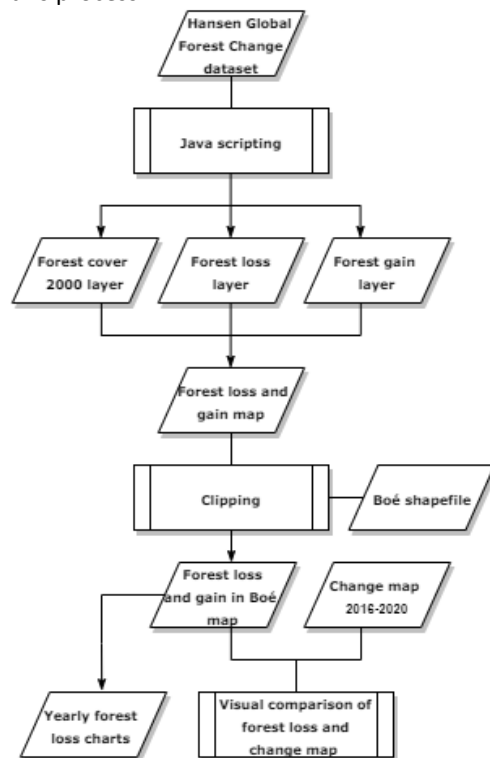 Hansen Global
Forest Change
dataset
Java scripting
Forest cover
2000 layer
Forest loss
layer
Forest gain
layer
Forest loss and
gain map
Clipping
Boé shapefile
Forest loss
and gain in Boé
map
Change map
2016-2020
Yearly forest
loss charts
Visual comparison of
forest loss and
change map